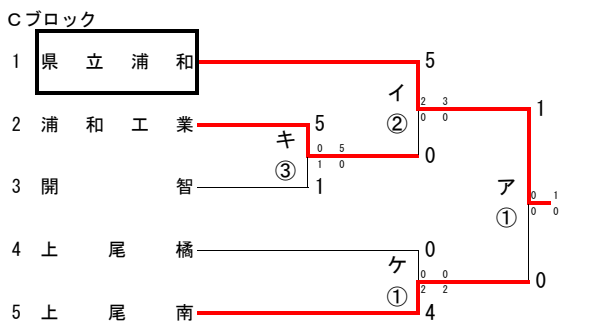 Cブロック
1 県立浦和 5
イ 2 3
② 0 0
1
2 浦和工業 5
キ 0 5
③ 1 0
0
3 開智 1
ア 0 1
① 0 0
4 上尾橘 0
ケ 0 0
① 2 2
0
5 上尾南 4